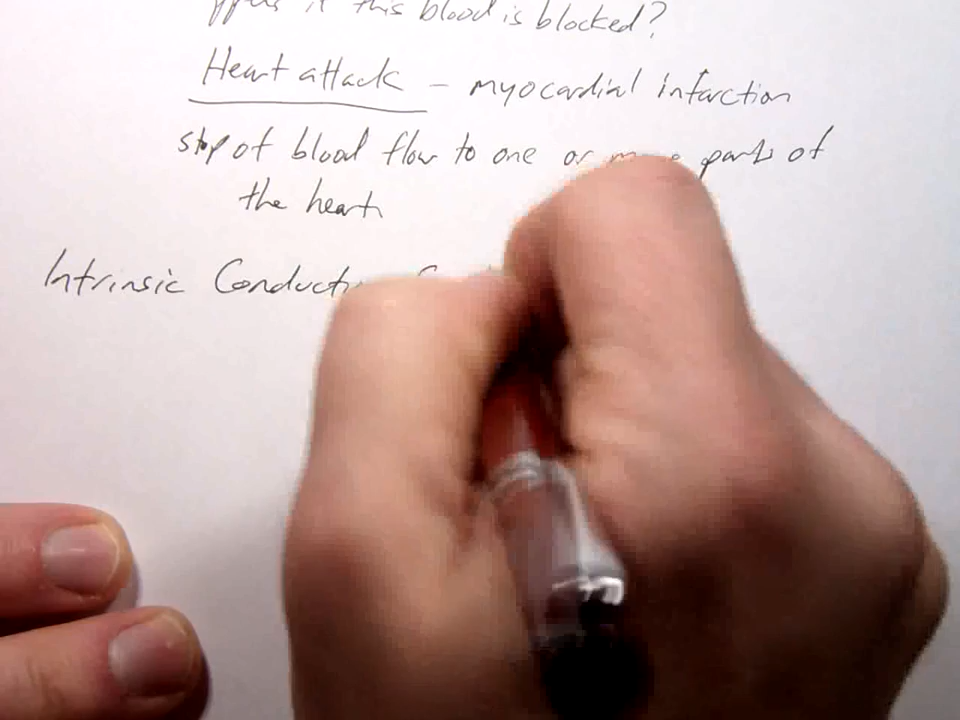 if this blood is blocked?
Heart attack – myocardial infarction
stop of blood flow to one or parts of
the heart
Intrinsic